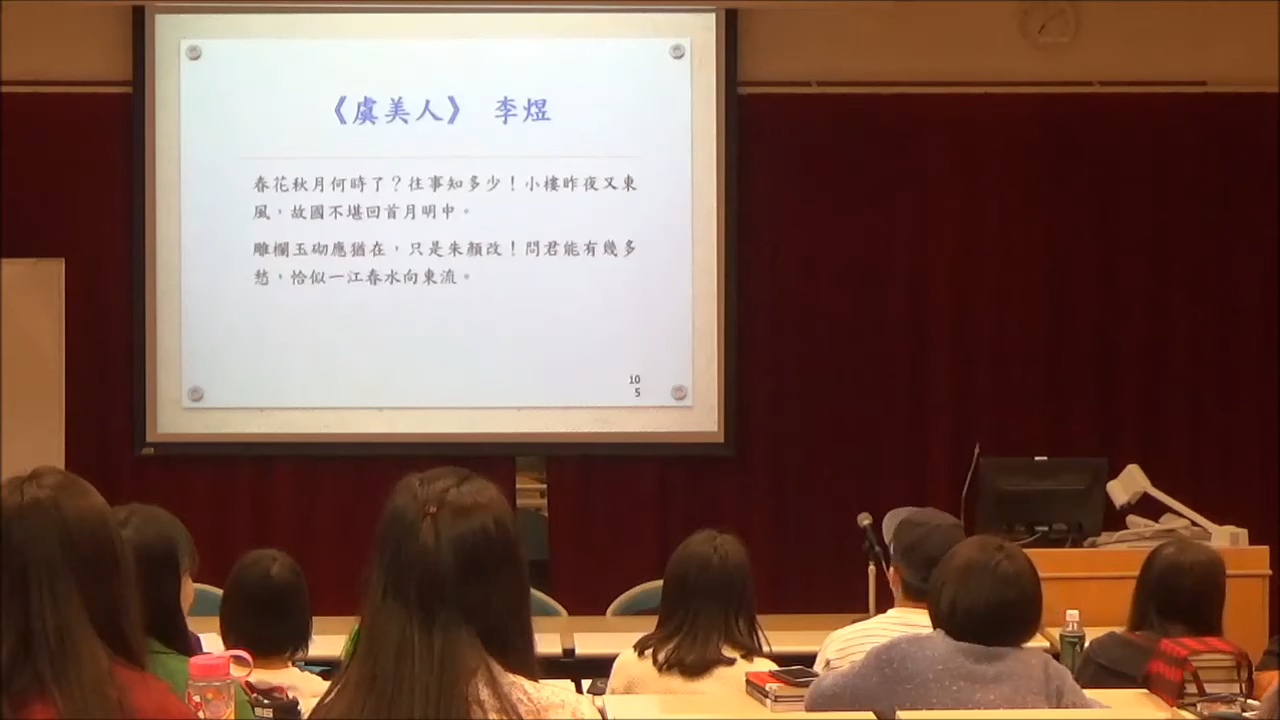 《虞美人》 李煜
春花秋月何時了?往事知多少!小樓昨夜又東
風,故國不堪回首月明中。
雕欄玉砌應猶在,只是朱顏改!問君能有幾多
愁,恰似一江春水向東流。
10
5